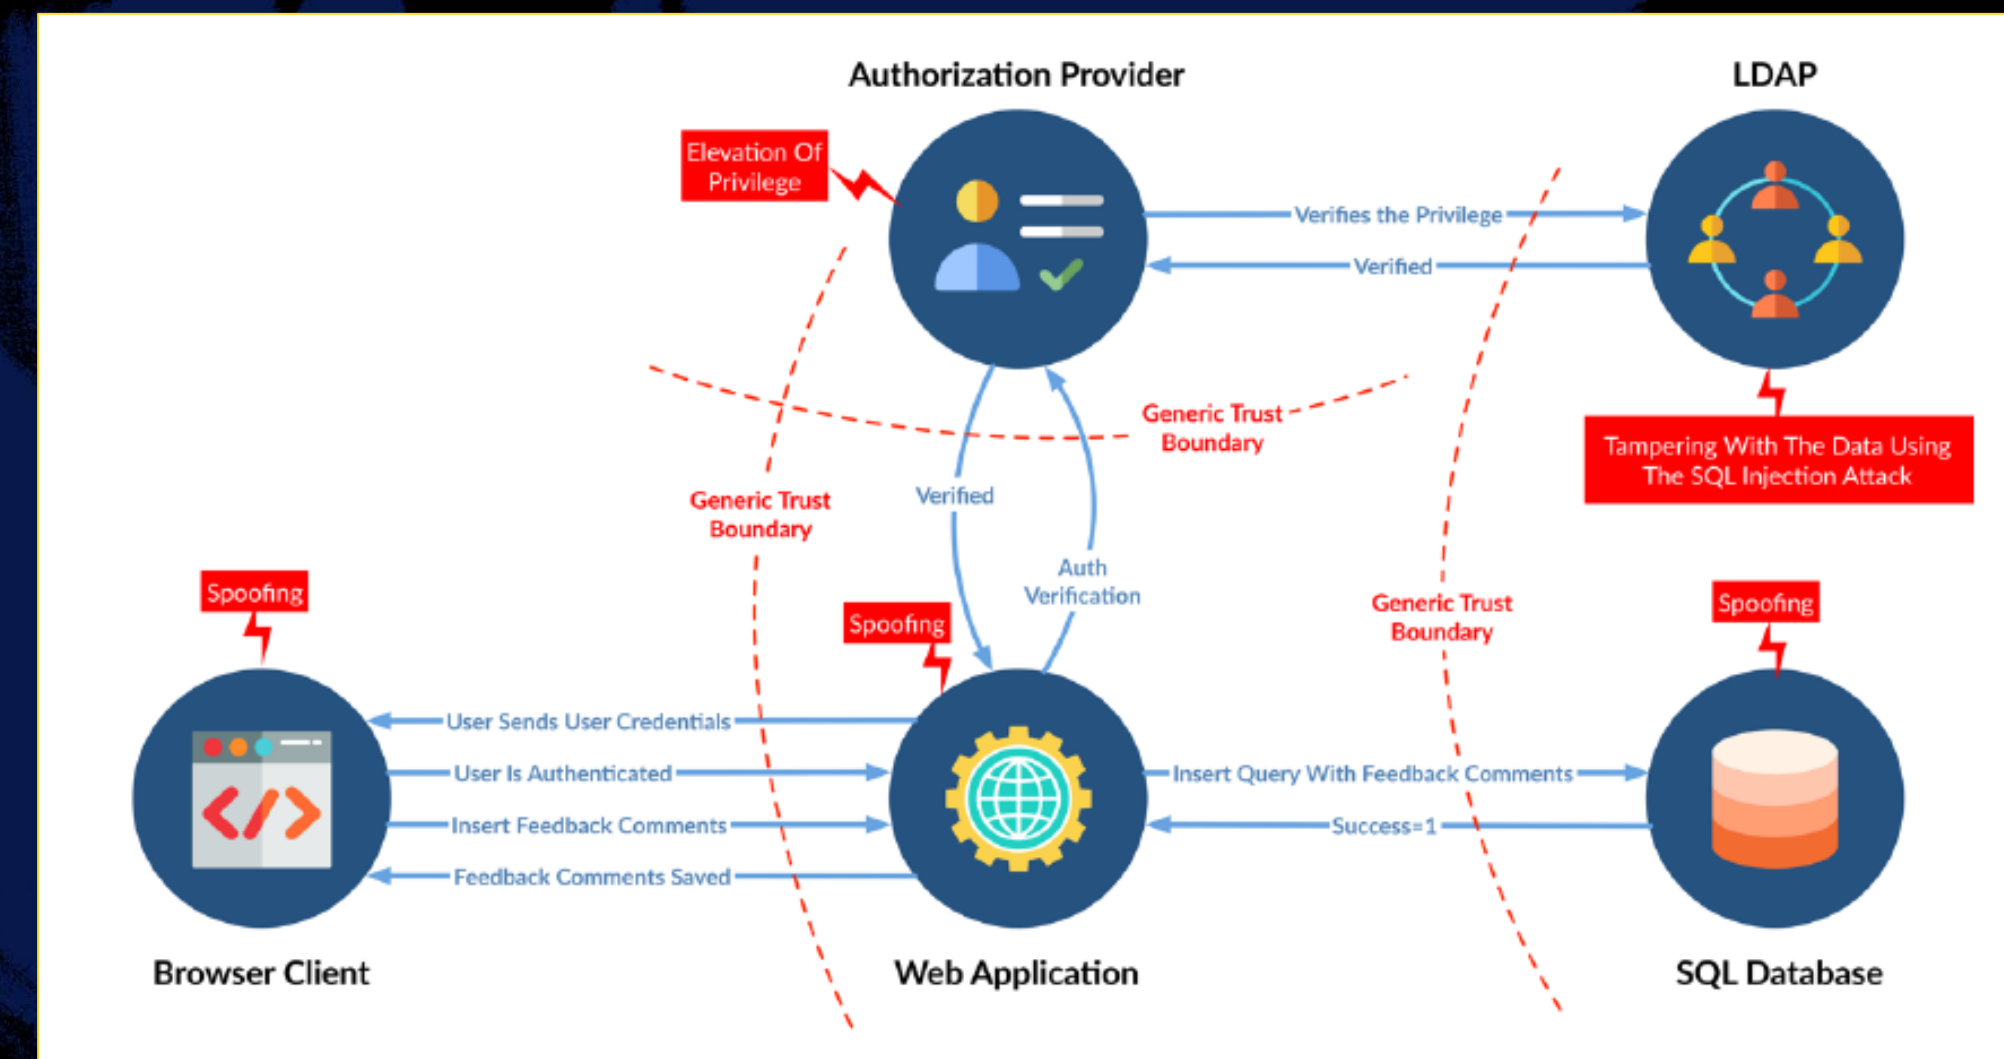 Authorization Provider
LDAP
Elevation Of
Privilege
Verifies the Privilege
Verified
Generic Trust
Boundary
Tampering With The Data Using
The SQL Injection Attack
Verified
Generic Trust
Boundary
Auth
Verification
Generic Trust
Boundary
Spoofing
Spoofing
Spoofing
User Sends User Credentials
User Is Authenticated
Insert Query With Feedback Comments
Insert Feedback Comments
Success=1
Feedback Comments Saved
Browser Client
Web Application
SQL Database